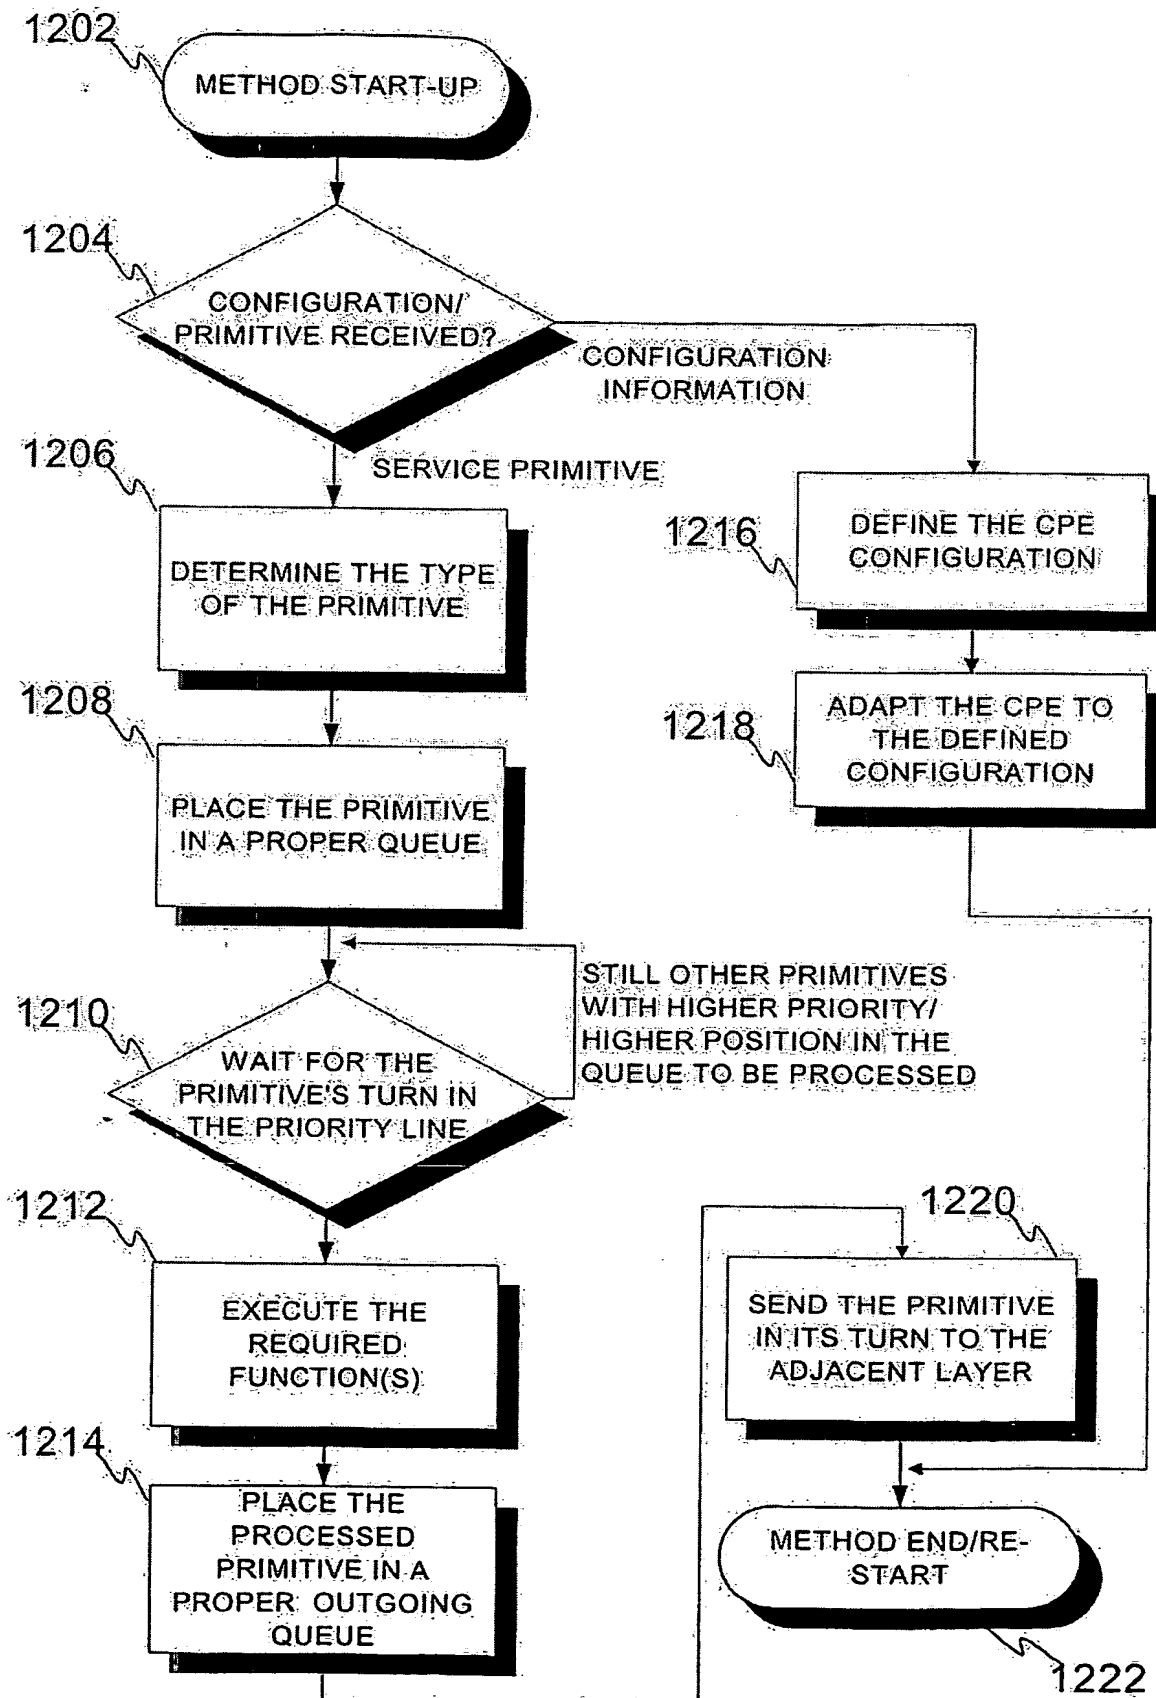 1202
METHOD START-UP
1204
CONFIGURATION/
PRIMITIVE RECEIVED?
CONFIGURATION
INFORMATION
1206
SERVICE PRIMITIVE
DETERMINE THE TYPE
OF THE PRIMITIVE
1216
DEFINE THE CPE
CONFIGURATION
1208
PLACE THE PRIMITIVE
IN A PROPER QUEUE
1218
ADAPT THE CPE TO
THE DEFINED
CONFIGURATION
1210
WAIT FOR THE
PRIMITIVE'S TURN IN
THE PRIORITY LINE
STILL OTHER PRIMITIVES
WITH HIGHER PRIORITY/
HIGHER POSITION IN THE
QUEUE TO BE PROCESSED
1212
EXECUTE THE
REQUIRED
FUNCTION(S)
1214
PLACE THE
PROCESSED
PRIMITIVE IN A
PROPER OUTGOING
QUEUE
1220
SEND THE PRIMITIVE
IN ITS TURN TO THE
ADJACENT LAYER
METHOD END/RE-
START
1222